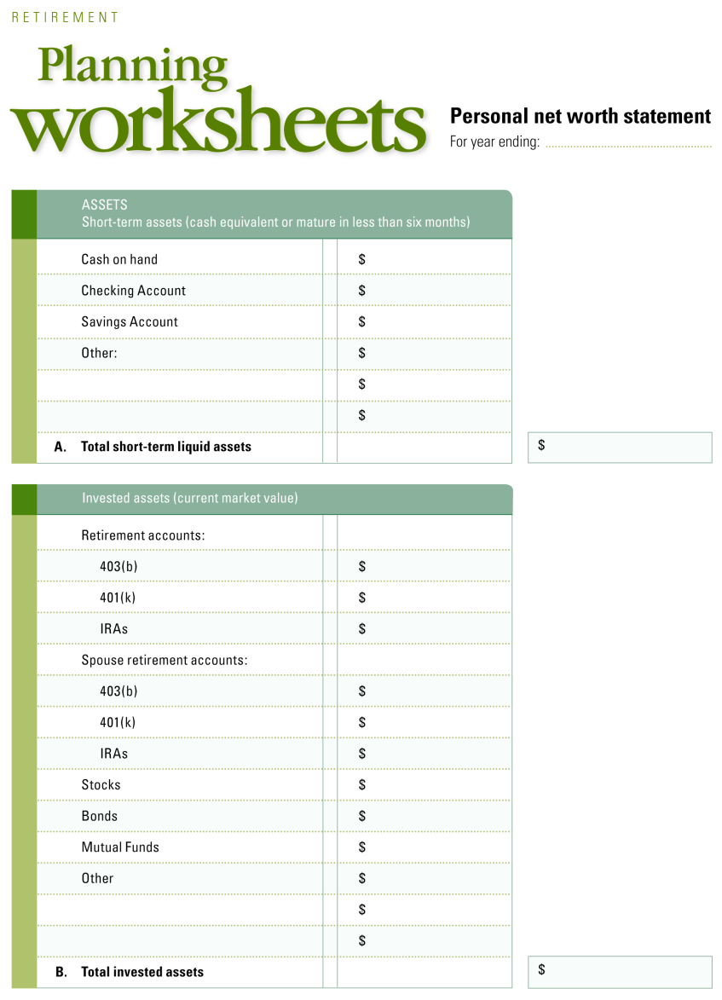 RETIREMENT
Planning
worksheets
Personal net worth statement
For year ending:
ASSETS
Short-term assets (cash equivalent or mature in less than six months)
Cash on hand $
Checking Account $
Savings Account $
Other: $
$
$
A. Total short-term liquid assets $
Invested assets (current market value)
Retirement accounts:
403(b) $
401(k) $
IRAs $
Spouse retirement accounts:
403(b) $
401(k) $
IRAs $
Stocks $
Bonds $
Mutual Funds $
Other $
$
$
B. Total invested assets $